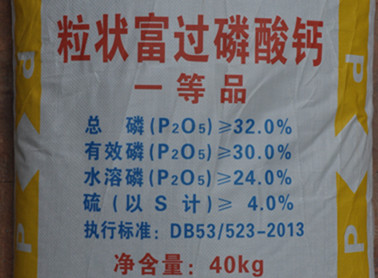 粒状富过磷酸钙
一等品
总 磷(P2O5)≥32.0%
有效磷(P2O5)≥30.0%
水溶磷(P2O5)≥24.0%
硫(以 S 计)≥ 4.0%
执行标准: DB53/523-2013
净含量: 40kg
P
P
P
P